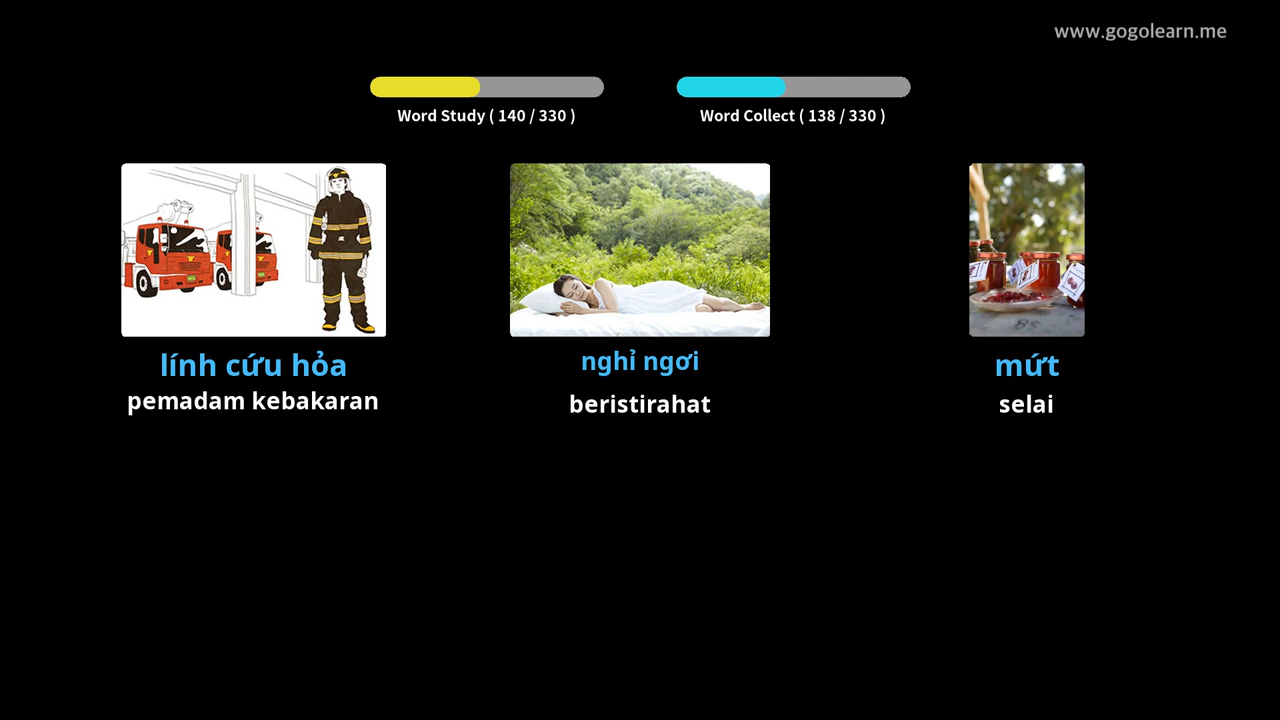 www.gogolearn.me
Word Study ( 140 / 330 )
Word Collect ( 138 / 330 )
lính cứu hỏa
pemadam kebakaran
nghỉ ngơi
beristirahat
mứt
selai